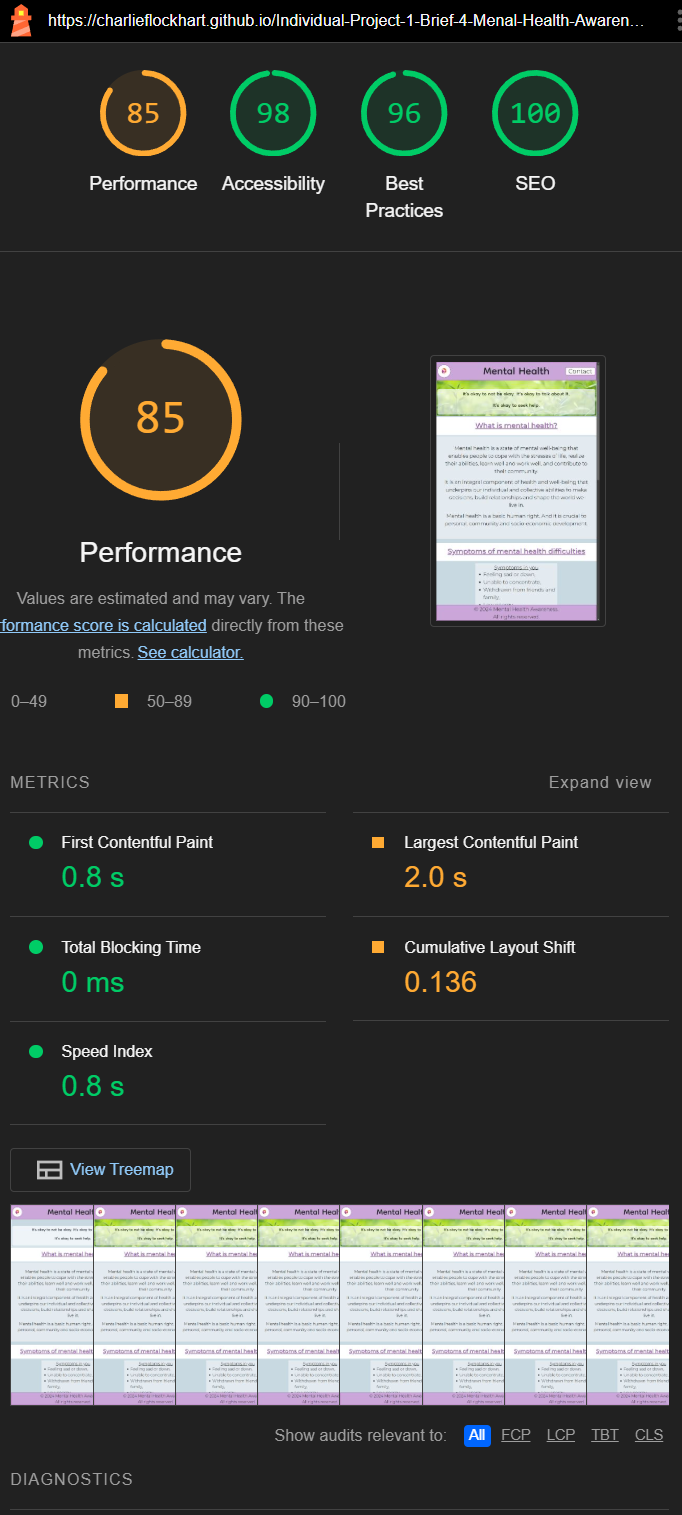 https://charlieflockhart.github.io/Individual-Project-1-Brief-4-Menal-Health-Awaren…
85
98
96
100
Performance
Accessibility
Best
Practices
SEO
85
Performance
Values are estimated and may vary. The
formance score is calculated directly from these
metrics. See calculator.
0–49
50–89
90–100
Mental Health
Contact
It's okay to not be okay. It's okay to talk about it.
It's okay to seek help.
What is mental health?
Mental health is a state of mental well-being that
enables people to cope with the stresses of life, realize
their abilities, learn well and work well, and contribute to
their community.
It is an integral component of health and well-being that
underpins our individual and collective abilities to make
decisions, build relationships and shape the world we
live in.
Mental health is a basic human right. And it is crucial to
personal, community and socio-economic development.
Symptoms of mental health difficulties
Symptoms in you
Feeling sad or down,
Unable to concentrate,
Withdrawn from friends and
family,
© 2024 Mental Health Awareness
All rights reserved
METRICS
Expand view
First Contentful Paint
0.8 s
Largest Contentful Paint
2.0 s
Total Blocking Time
0 ms
Cumulative Layout Shift
0.136
Speed Index
0.8 s
View Treemap
Show audits relevant to: All FCP LCP TBT CLS
DIAGNOSTICS